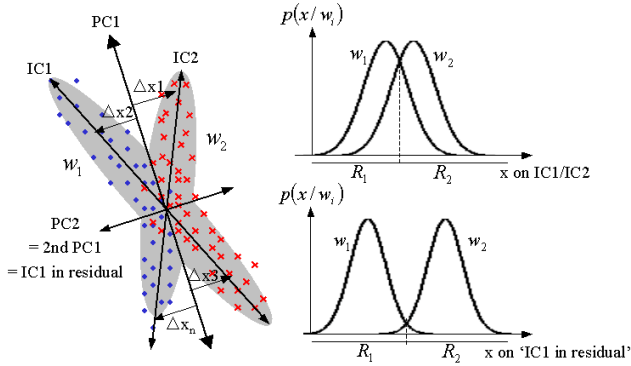 PC1
IC1
IC2
△x1
△x2
w₁
w₂
PC2
= 2nd PC1
= IC1 in residual
△x3
△xₙ
p(x/wᵢ)
w₁
w₂
R₁
R₂
x on IC1/IC2
p(x/wᵢ)
w₁
w₂
R₁
R₂
x on ‘IC1 in residual’